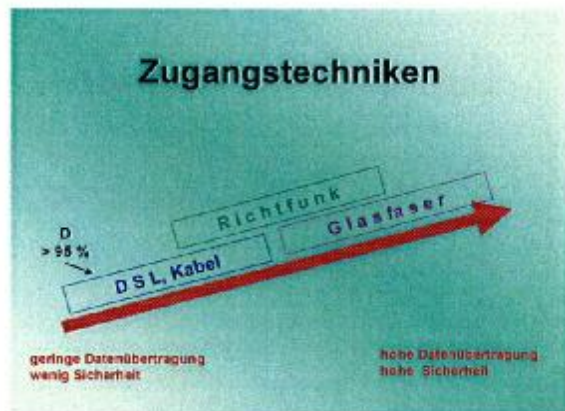 Zugangstechniken
Richtfunk
Glasfaser
D
> 95 %
DSL, Kabel
geringe Datenübertragung
wenig Sicherheit
hohe Datenübertragung
hohe Sicherheit